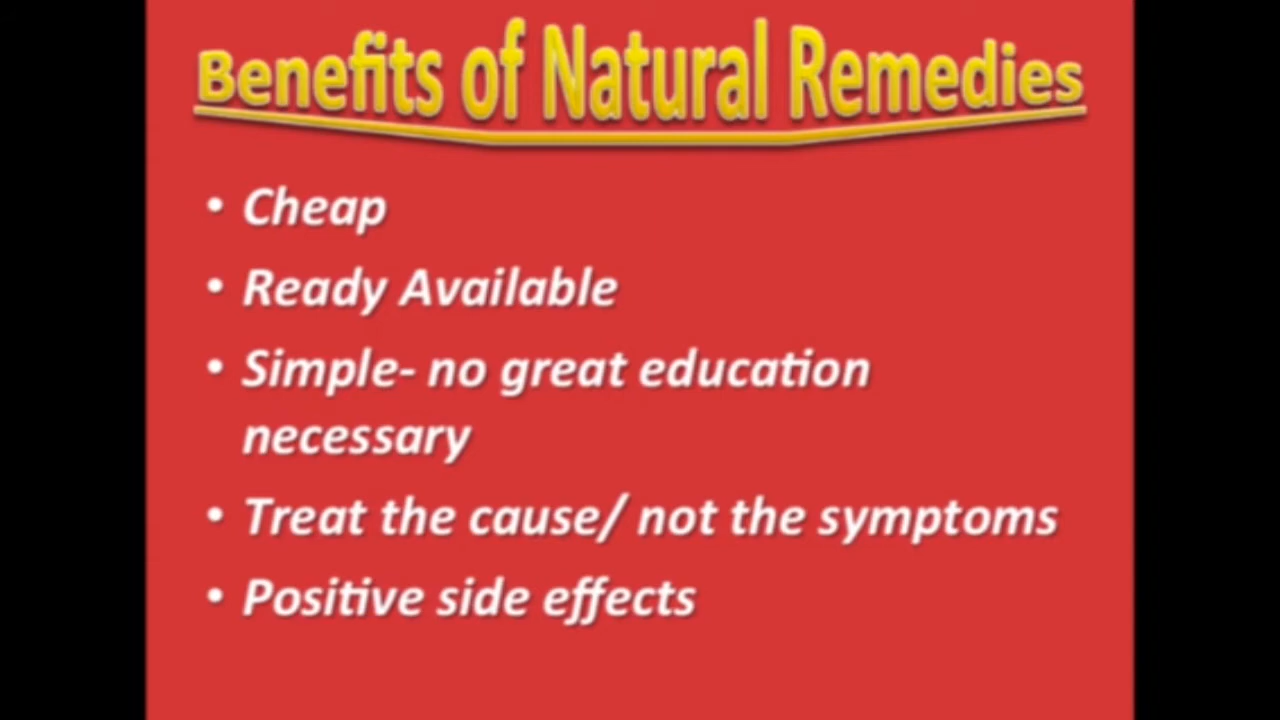 Benefits of Natural Remedies
• Cheap
• Ready Available
• Simple- no great education
necessary
• Treat the cause/ not the symptoms
• Positive side effects